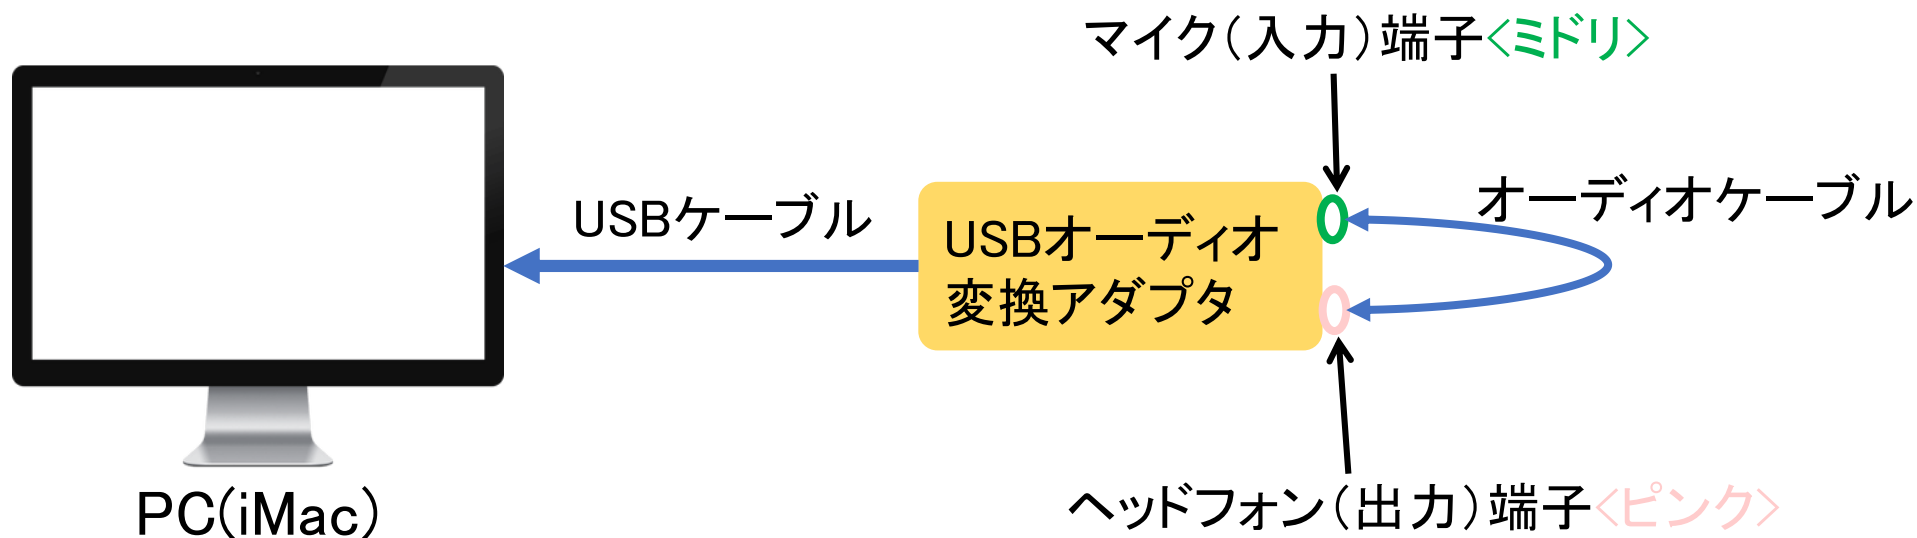 マイク（入力）端子<ミドリ>
オーディオケーブル
USBケーブル
USBオーディオ
変換アダプタ
ヘッドフォン（出力）端子<ピンク>
PC(iMac)